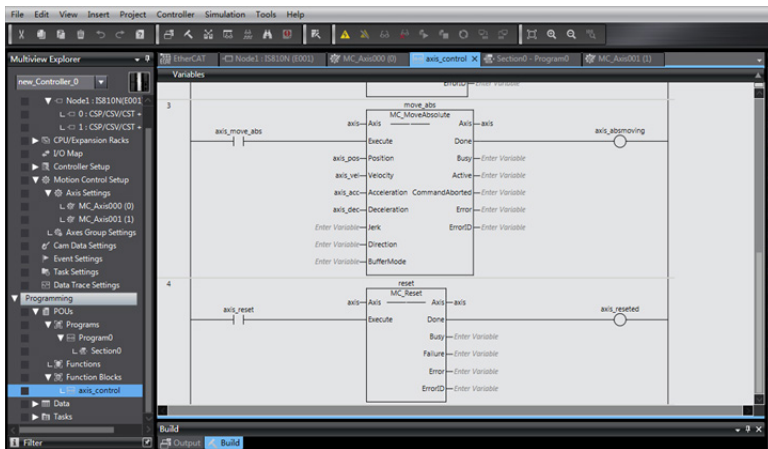 File Edit View Insert Project Controller Simulation Tools Help
Multiview Explorer
new_Controller_0
Node1 : IS810N(E001
0 : CSP/CSV/CST +
1 : CSP/CSV/CST +
CPU/Expansion Racks
I/O Map
Controller Setup
Motion Control Setup
Axis Settings
MC_Axis000 (0)
MC_Axis001 (1)
Axes Group Settings
Cam Data Settings
Event Settings
Task Settings
Data Trace Settings
Programming
POUs
Programs
Program0
Section0
Functions
Function Blocks
axis_control
Data
Tasks
Filter
EtherCAT Node1 : IS810N (E001) MC_Axis000 (0) axis_control X Section0 - Program0 MC_Axis001 (1)
Variables
ErrorID Enter Variable
3
move_abs
MC_MoveAbsolute
axis Axis Axis axis
axis_move_abs axis_absmoving
Execute Done
axis_pos Position Busy Enter Variable
axis_vel Velocity Active Enter Variable
axis_acc Acceleration CommandAborted Enter Variable
axis_dec Deceleration Error Enter Variable
Enter Variable Jerk ErrorID Enter Variable
Enter Variable Direction
Enter Variable BufferMode
4
reset
MC_Reset
axis Axis Axis axis
axis_reset axis_reseted
Execute Done
Busy Enter Variable
Failure Enter Variable
Error Enter Variable
ErrorID Enter Variable
Build
Output Build